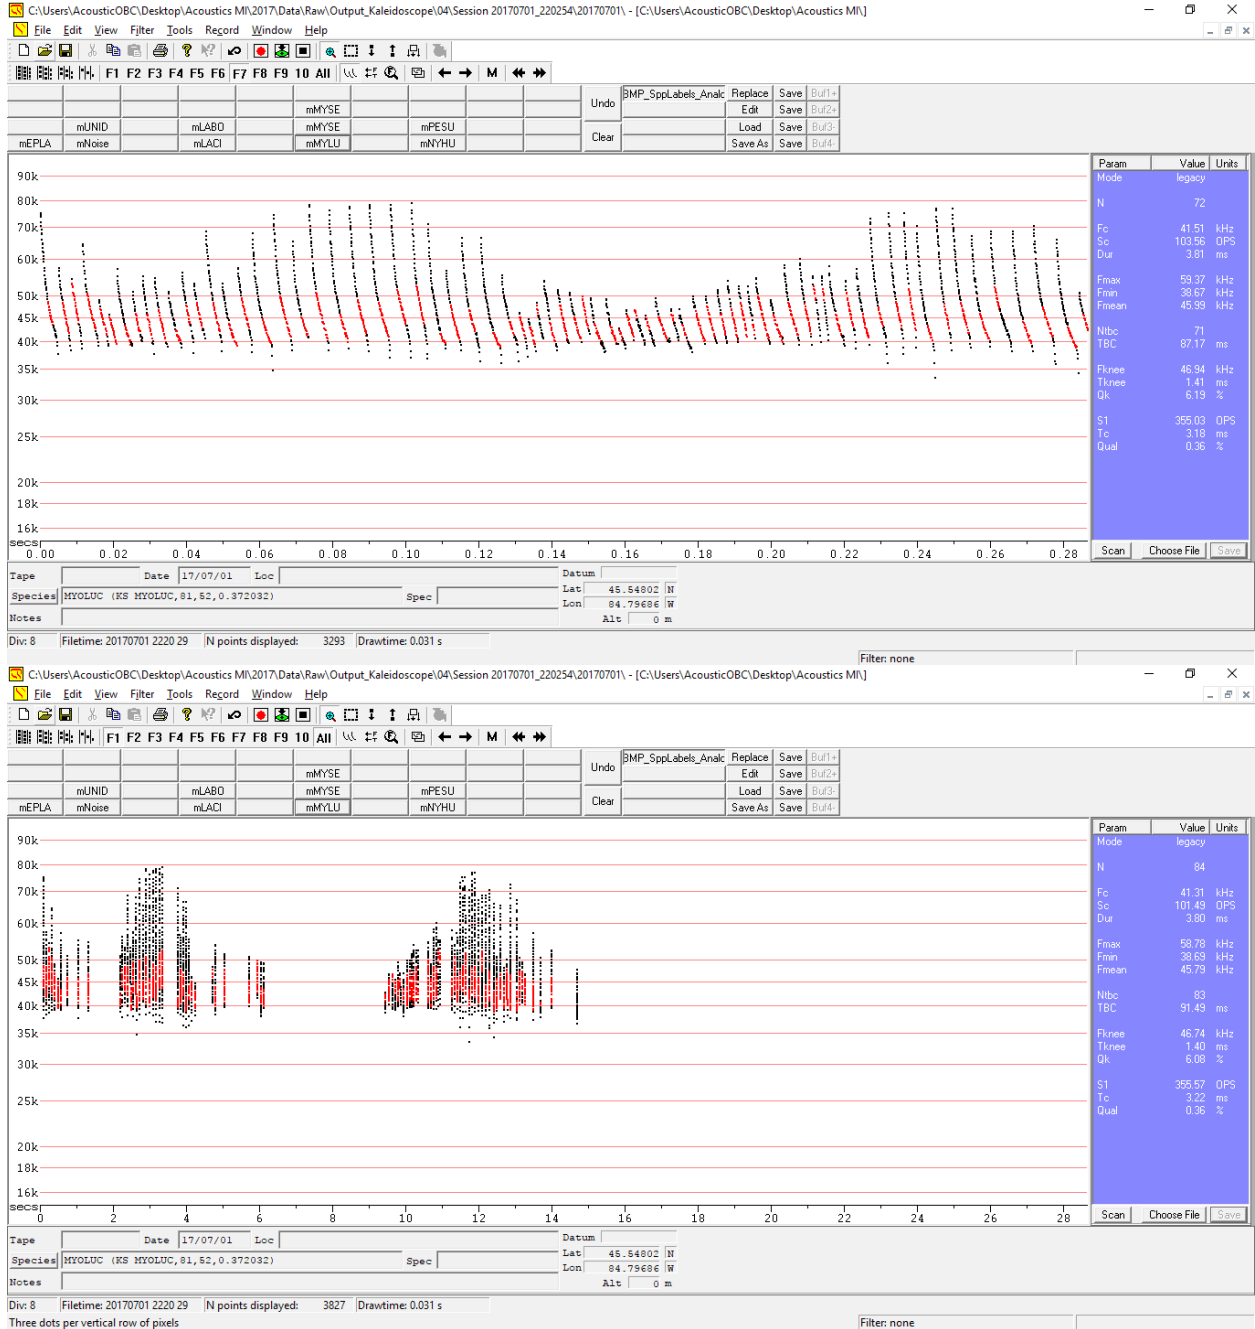 C:\Users\AcousticOBC\Desktop\Acoustics MI\2017\Data\Raw\Output_Kaleidoscope\04\Session 20170701_220254\20170701\ - [C:\Users\AcousticOBC\Desktop\Acoustics MI\]
File Edit View Filter Tools Record Window Help
F1 F2 F3 F4 F5 F6 F7 F8 F9 10 All M
Undo BMP_SppLabels_Analc Replace Save Buf1+
mMYSE Edit Save Buf2+
mUNID mLABO mMYSE mPESU Clear Load Save Buf3-
mEPLA mNoise mLACI mMYLU mNYHU Save As Save Buf4-
Param Value Units
Mode legacy
N 72
Fc 41.51 kHz
Sc 103.56 OPS
Dur 3.81 ms
Fmax 59.37 kHz
Fmin 38.67 kHz
Fmean 45.99 kHz
Ntbc 71
TBC 87.17 ms
Fknee 46.94 kHz
Tknee 1.41 ms
Qk 6.19 %
S1 355.03 OPS
Tc 3.18 ms
Qual 0.36 %
90k
80k
70k
60k
50k
45k
40k
35k
30k
25k
20k
18k
16k
secs
0.00 0.02 0.04 0.06 0.08 0.10 0.12 0.14 0.16 0.18 0.20 0.22 0.24 0.26 0.28
Scan Choose File Save
Tape Date 17/07/01 Loc Datum
Species MYOLUC (KS MYOLUC,81,52,0.372032) Spec Lat 45.54802 N
Lon 84.79686 W
Notes Alt 0 m
Div: 8 Filetime: 20170701 2220 29 N points displayed: 3293 Drawtime: 0.031 s
Filter: none
C:\Users\AcousticOBC\Desktop\Acoustics MI\2017\Data\Raw\Output_Kaleidoscope\04\Session 20170701_220254\20170701\ - [C:\Users\AcousticOBC\Desktop\Acoustics MI\]
File Edit View Filter Tools Record Window Help
F1 F2 F3 F4 F5 F6 F7 F8 F9 10 All M
Undo BMP_SppLabels_Analc Replace Save Buf1+
mMYSE Edit Save Buf2+
mUNID mLABO mMYSE mPESU Clear Load Save Buf3-
mEPLA mNoise mLACI mMYLU mNYHU Save As Save Buf4-
Param Value Units
Mode legacy
N 84
Fc 41.31 kHz
Sc 101.49 OPS
Dur 3.80 ms
Fmax 58.78 kHz
Fmin 38.69 kHz
Fmean 45.79 kHz
Ntbc 83
TBC 91.49 ms
Fknee 46.74 kHz
Tknee 1.40 ms
Qk 6.08 %
S1 355.57 OPS
Tc 3.22 ms
Qual 0.36 %
90k
80k
70k
60k
50k
45k
40k
35k
30k
25k
20k
18k
16k
secs
0 2 4 6 8 10 12 14 16 18 20 22 24 26 28
Scan Choose File Save
Tape Date 17/07/01 Loc Datum
Species MYOLUC (KS MYOLUC,81,52,0.372032) Spec Lat 45.54802 N
Lon 84.79686 W
Notes Alt 0 m
Div: 8 Filetime: 20170701 2220 29 N points displayed: 3827 Drawtime: 0.031 s
Three dots per vertical row of pixels Filter: none